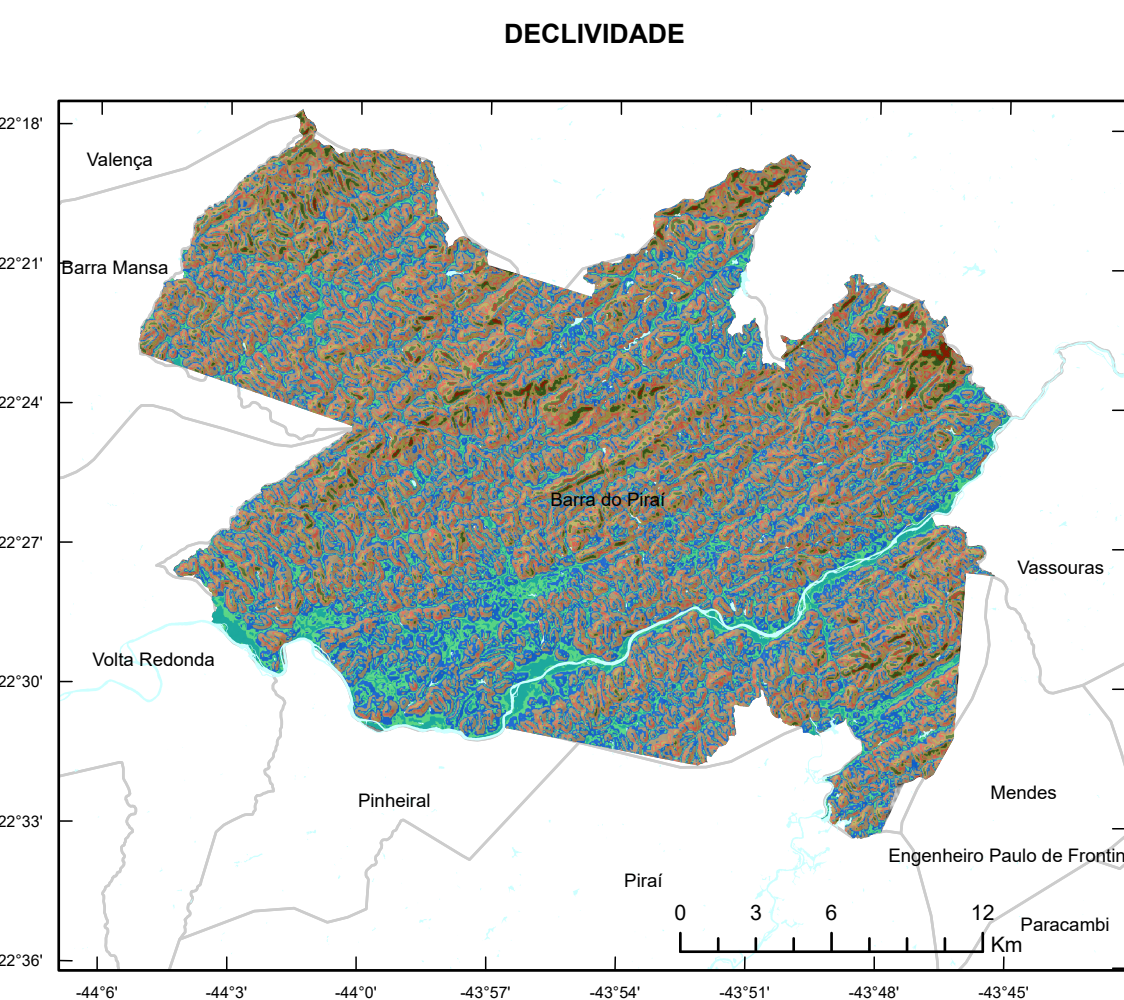 DECLIVIDADE
22°18'
Valença
22°21'
Barra Mansa
22°24'
Barra do Piraí
22°27'
Vassouras
Volta Redonda
22°30'
Mendes
Pinheiral
22°33'
Engenheiro Paulo de Frontin
Piraí
0 3 6 12
Km
Paracambi
22°36'
-44°6' -44°3' -44°0' -43°57' -43°54' -43°51' -43°48' -43°45'